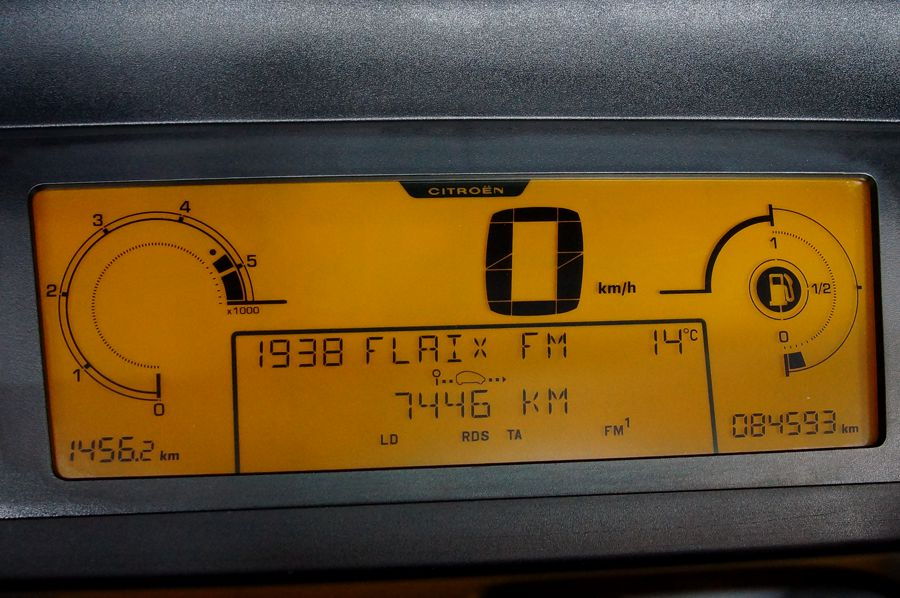 CITROËN
0 km/h
0 1 2 3 4 5
x1000
1 1/2 0
1938 FLAIx FM 14°C
7446 KM
LD RDS TA FM1
1456.2 km
084593 km